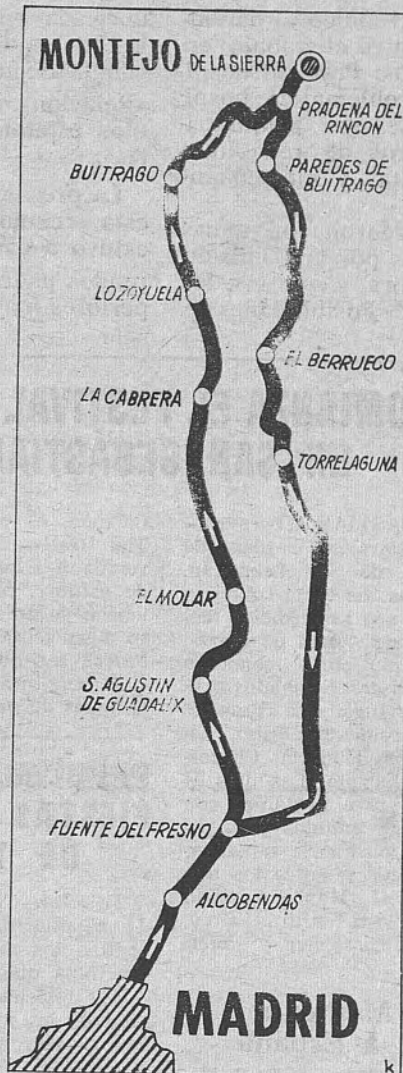 MONTEJO DE LA SIERRA
PRADENA DEL
RINCON
BUITRAGO
PAREDES DE
BUITRAGO
LOZOYUELA
EL BERRUECO
LA CABRERA
TORRELAGUNA
EL MOLAR
S. AGUSTIN
DE GUADALIX
FUENTE DEL FRESNO
ALCOBENDAS
MADRID
k